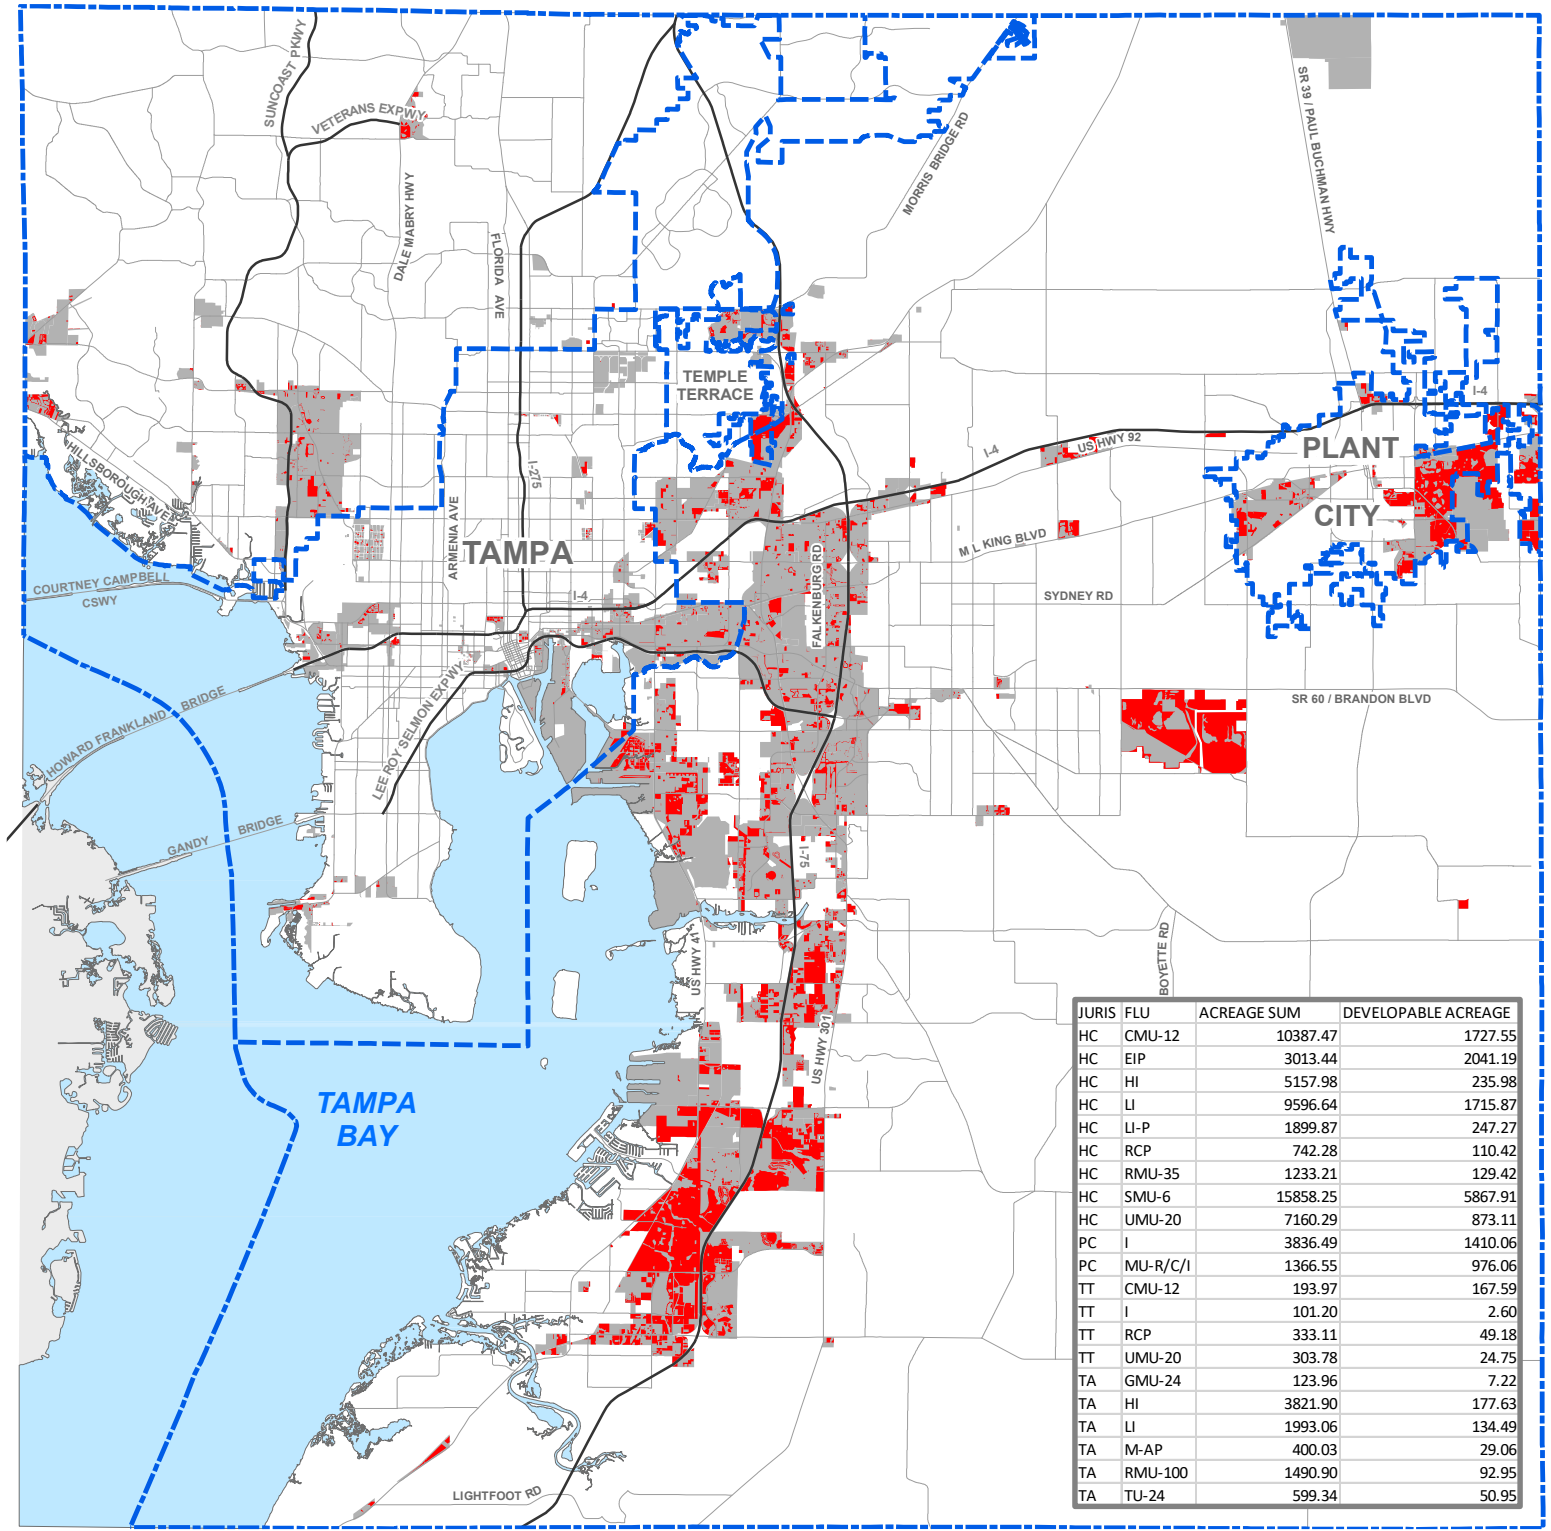 SUNCOAST PKWY
VETERANS EXPWY
DALE MABRY HWY
FLORIDA AVE
MORRIS BRIDGE RD
SR 39 / PAUL BUCHMAN HWY
TEMPLE
TERRACE
I-4
US HWY 92
I-4
PLANT
CITY
HILLSBOROUGH AVE
I-275
ARMENIA AVE
TAMPA
M L KING BLVD
FALKENBURG RD
COURTNEY CAMPBELL
CSWY
I-4
SYDNEY RD
SR 60 / BRANDON BLVD
HOWARD FRANKLAND BRIDGE
LEE ROY SELMON EXPWY
GANDY BRIDGE
I-75
US HWY 41
BOYETTE RD
US HWY 301
TAMPA
BAY
LIGHTFOOT RD
JURIS FLU ACREAGE SUM DEVELOPABLE ACREAGE
HC CMU-12 10387.47 1727.55
HC EIP 3013.44 2041.19
HC HI 5157.98 235.98
HC LI 9596.64 1715.87
HC LI-P 1899.87 247.27
HC RCP 742.28 110.42
HC RMU-35 1233.21 129.42
HC SMU-6 15858.25 5867.91
HC UMU-20 7160.29 873.11
PC I 3836.49 1410.06
PC MU-R/C/I 1366.55 976.06
TT CMU-12 193.97 167.59
TT I 101.20 2.60
TT RCP 333.11 49.18
TT UMU-20 303.78 24.75
TA GMU-24 123.96 7.22
TA HI 3821.90 177.63
TA LI 1993.06 134.49
TA M-AP 400.03 29.06
TA RMU-100 1490.90 92.95
TA TU-24 599.34 50.95